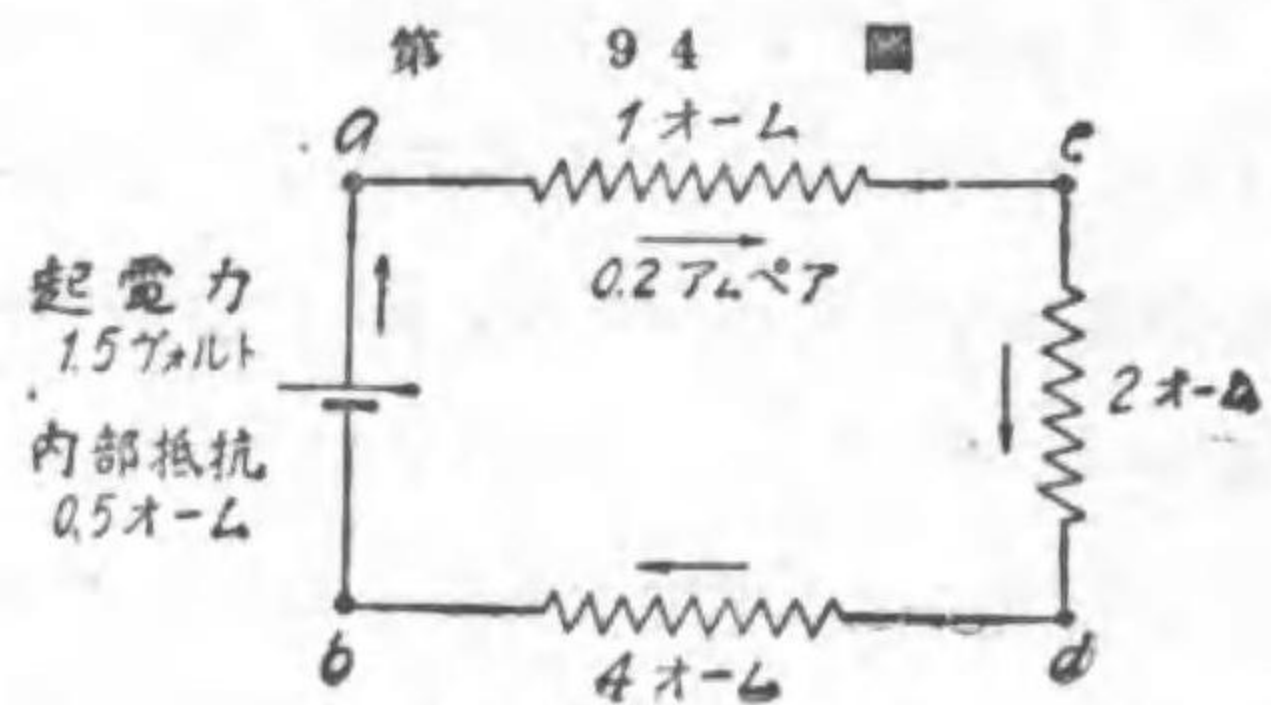 第 94
a
1オーム
c
0.2アムペア
起電力
1.5ヴォルト
内部抵抗
0.5オーム
2オーム
b
4オーム
d